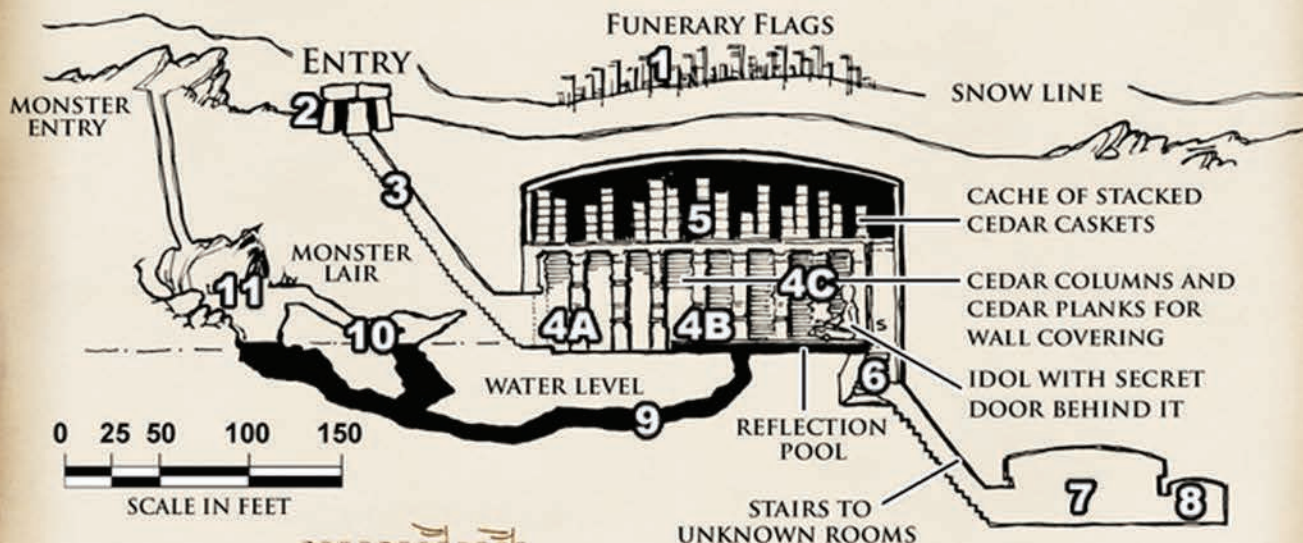 FUNERARY FLAGS
1
ENTRY
MONSTER
ENTRY
2
SNOW LINE
3
CACHE OF STACKED
CEDAR CASKETS
5
MONSTER
LAIR
11
4C
CEDAR COLUMNS AND
CEDAR PLANKS FOR
WALL COVERING
10
4A
4B
S
6
WATER LEVEL
IDOL WITH SECRET
DOOR BEHIND IT
9
REFLECTION
POOL
0 25 50 100 150
SCALE IN FEET
7
8
STAIRS TO
UNKNOWN ROOMS